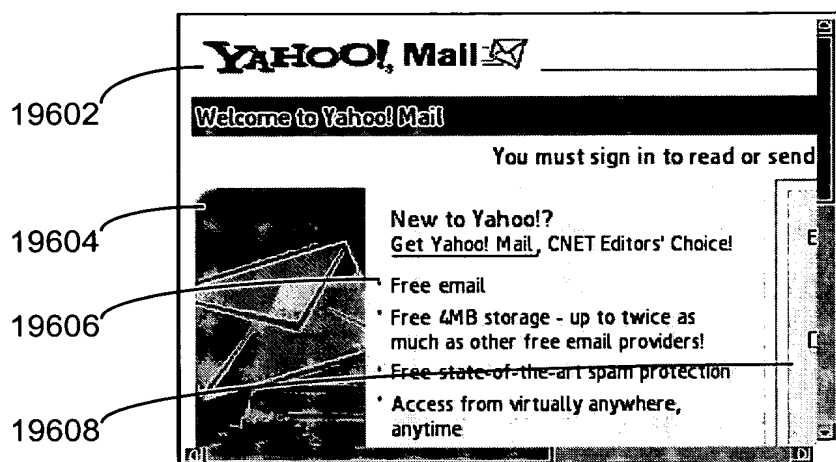 YAHOO!® Mail
19602
Welcome to Yahoo! Mail
You must sign in to read or send
19604
New to Yahoo!?
Get Yahoo! Mail, CNET Editors' Choice!
19606
• Free email
• Free 4MB storage - up to twice as
much as other free email providers!
• Free state-of-the-art spam protection
19608
• Access from virtually anywhere,
anytime
E